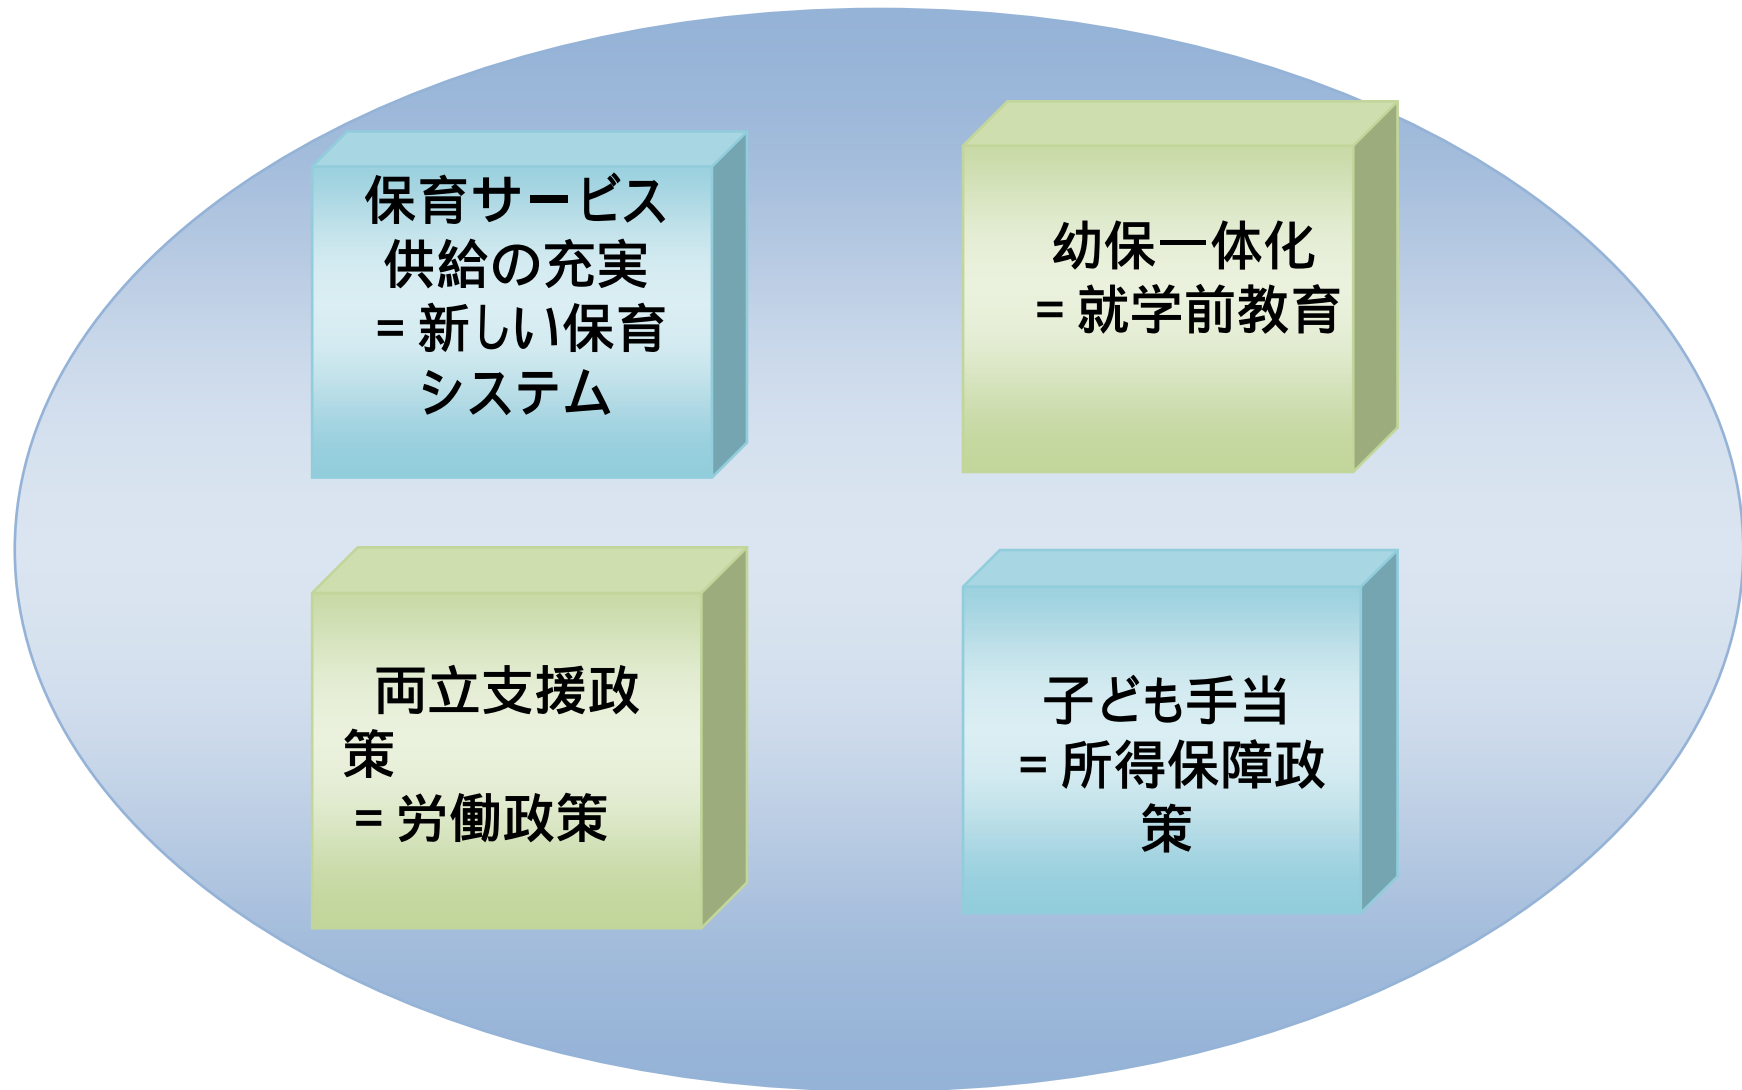 保育サービス
供給の充実
=新しい保育
システム
幼保一体化
=就学前教育
両立支援政
策
=労働政策
子ども手当
=所得保障政
策